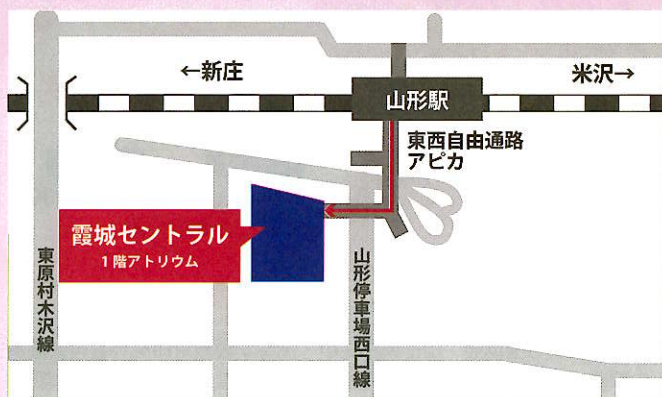 ←新庄
米沢→
山形駅
東西自由通路
アピカ
霞城セントラル
1階アトリウム
東原村木沢線
山形停車場西口線